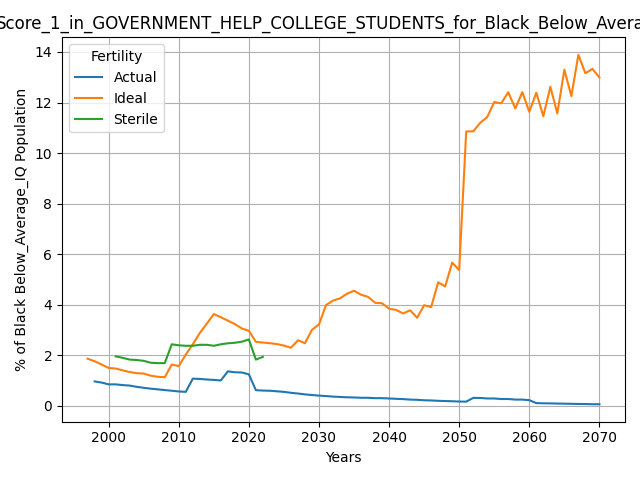 Score_1_in_GOVERNMENT_HELP_COLLEGE_STUDENTS_for_Black_Below_Avera
Fertility
Actual
Ideal
Sterile
% of Black Below_Average_IQ Population
14
12
10
8
6
4
2
0
2000 2010 2020 2030 2040 2050 2060 2070
Years